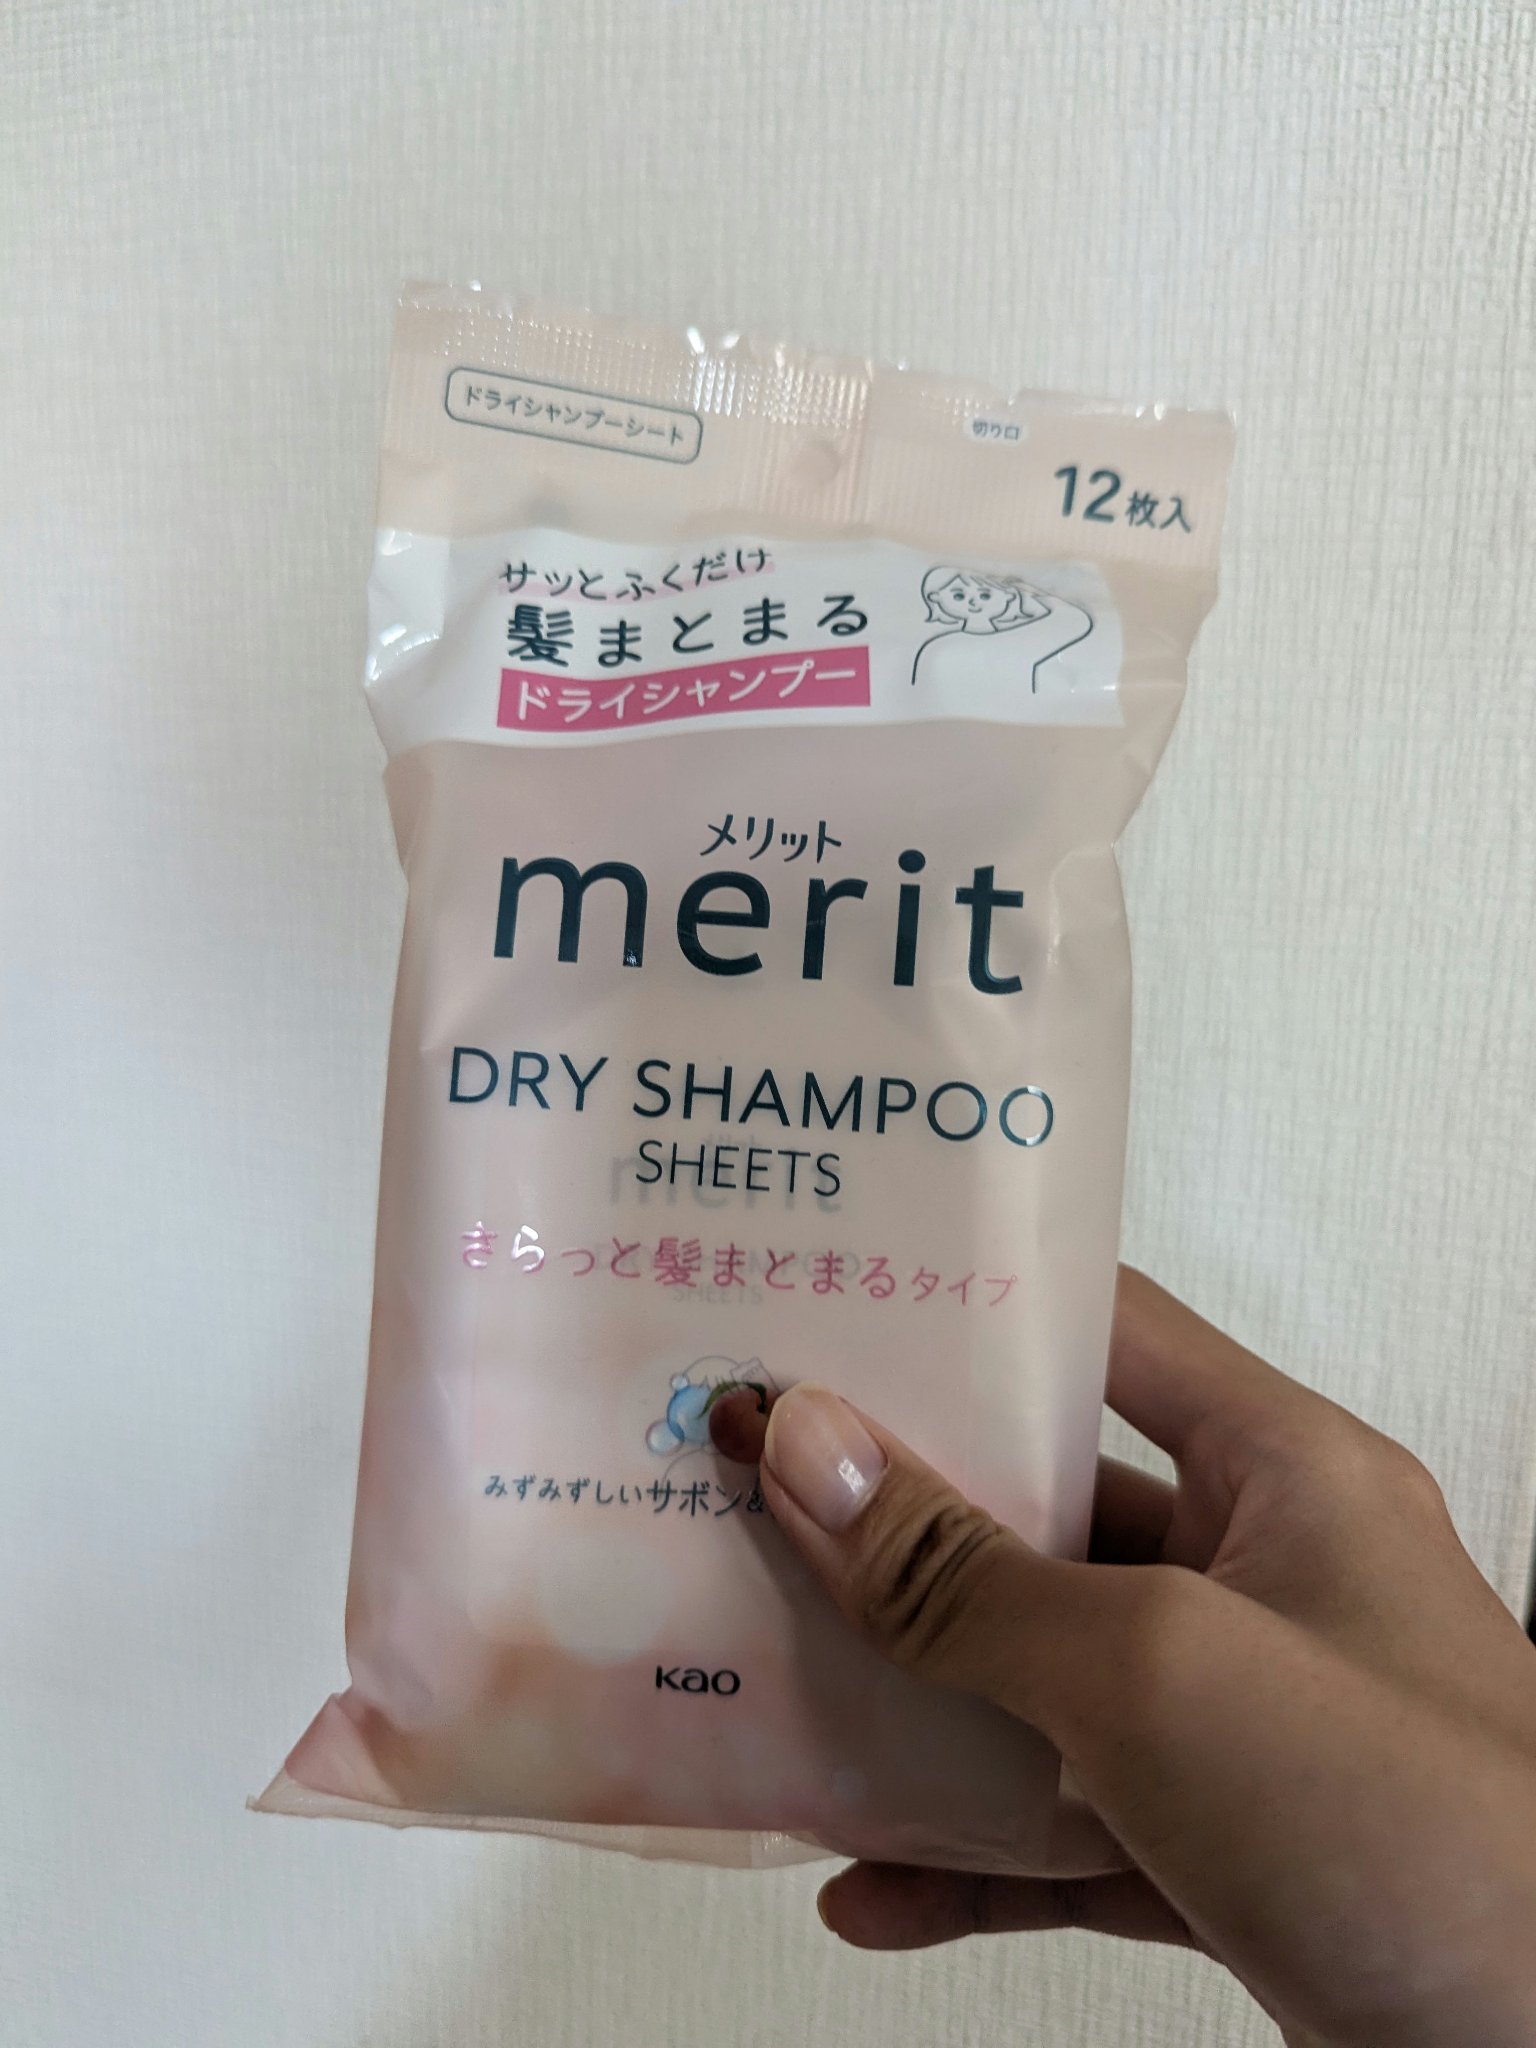 ドライシャンプーシート
切り口
12枚入
サッとふくだけ
髪まとまる
ドライシャンプー
メリット
merit
DRY SHAMPOO
SHEETS
さらっと髪まとまるタイプ
みずみずしいサボン&
Kao